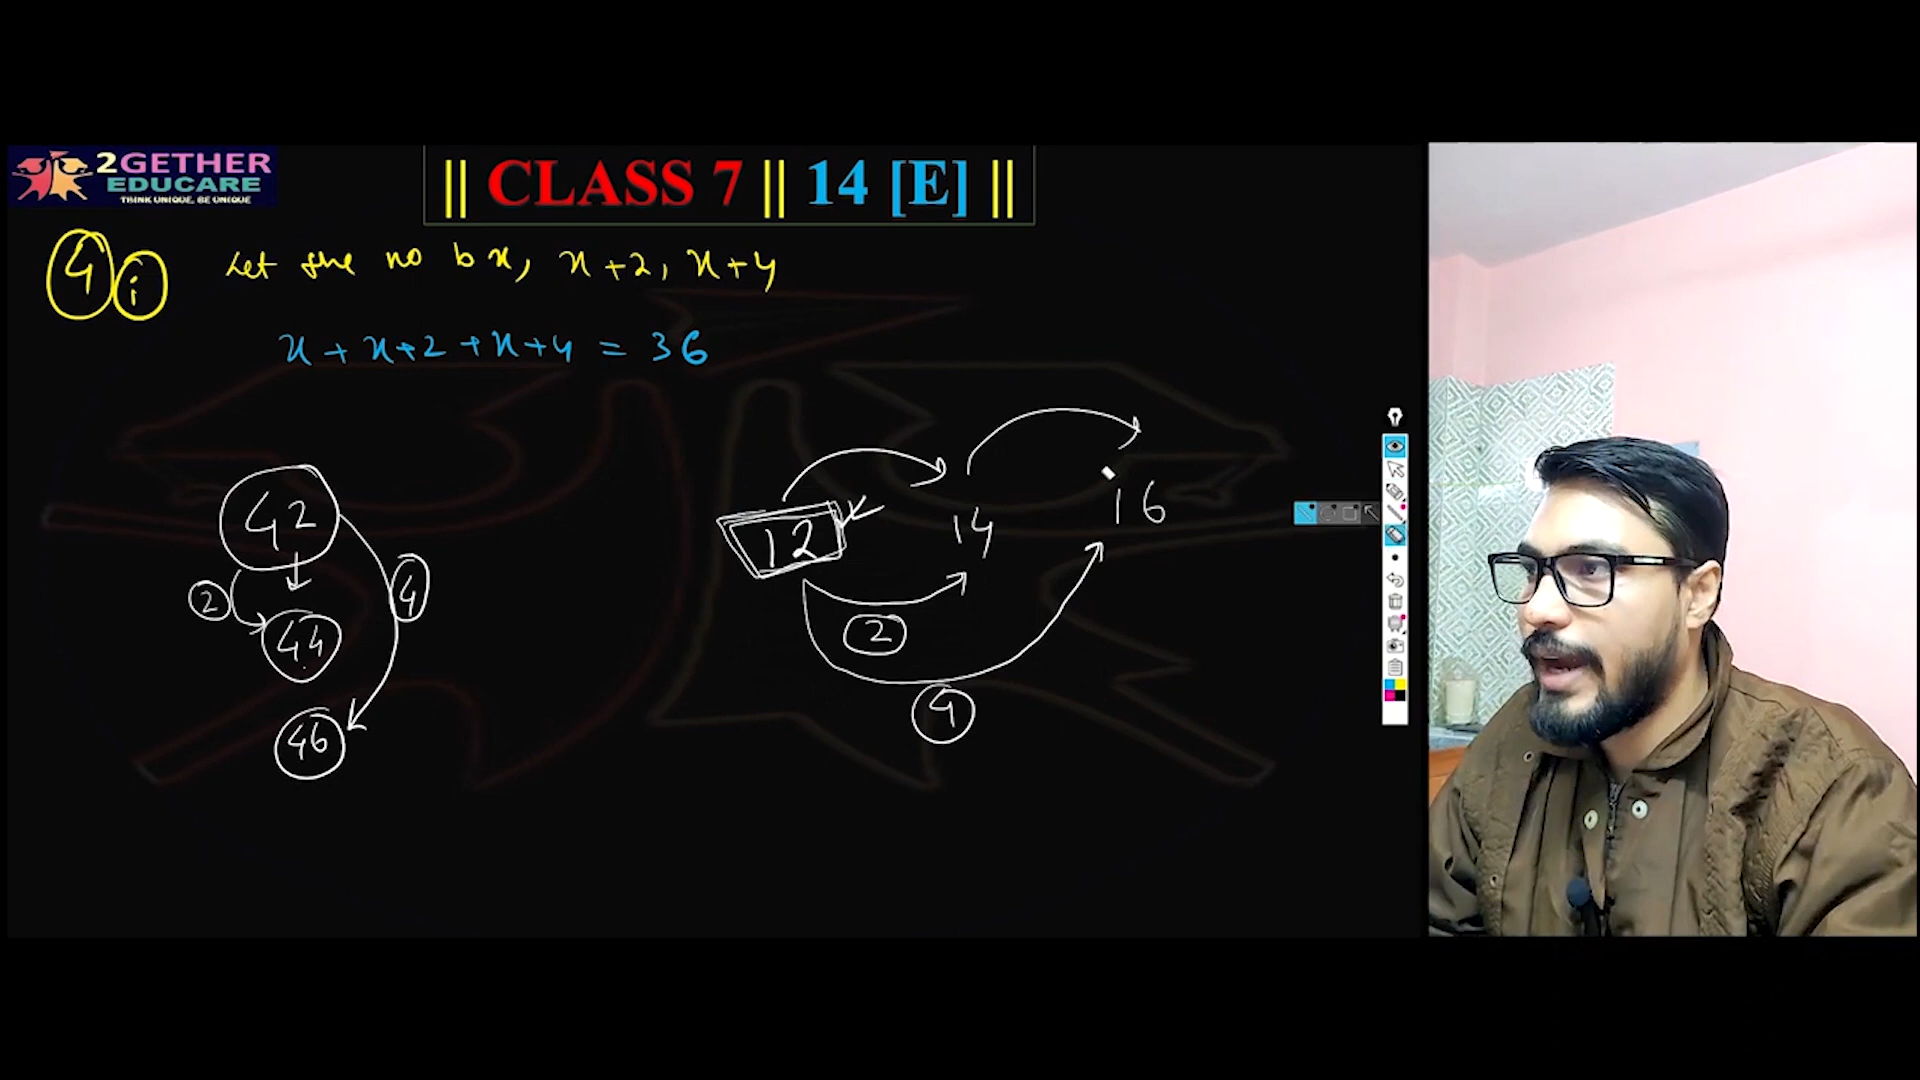 2GETHER
EDUCARE
THINK UNIQUE, BE UNIQUE
|| CLASS 7 || 14 [E] ||
4 i
Let the no b x, x+2, x+4
x + x+2 + x+4 = 36
42
2
4
44
46
12
14
16
2
4